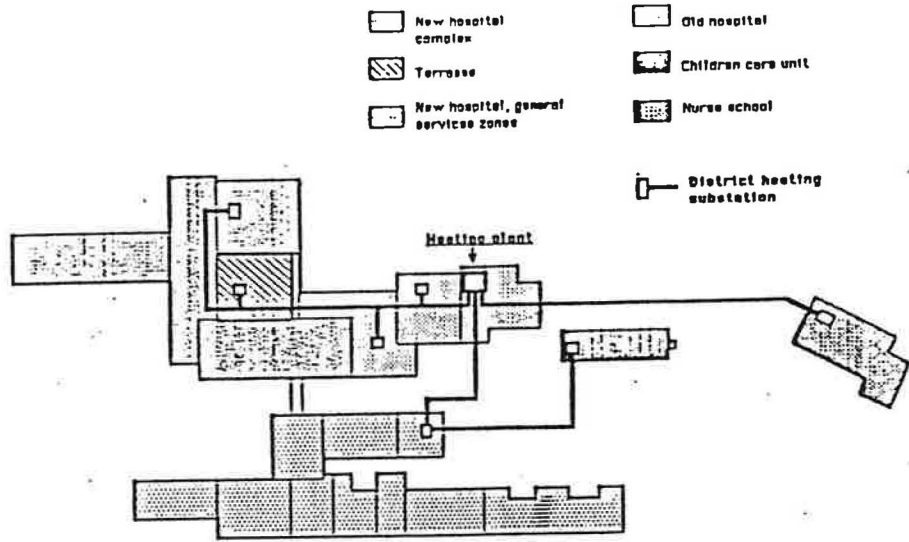 New hospital
complex
Terrasse
New hospital, general
services zones
Old hospital
Children care unit
Nurse school
District heating
substation
Heating plant